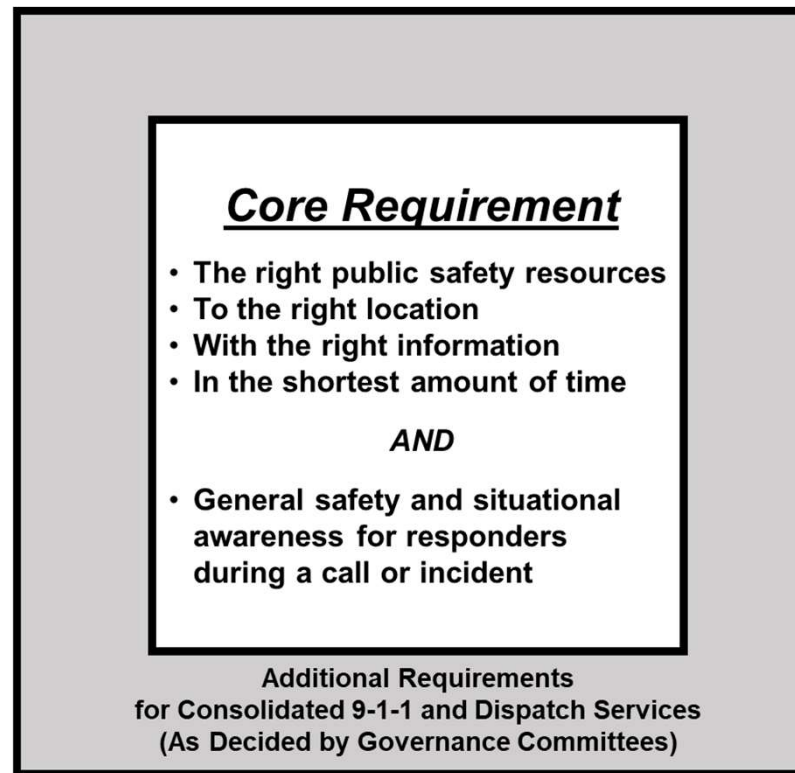 Core Requirement
• The right public safety resources
• To the right location
• With the right information
• In the shortest amount of time
AND
• General safety and situational
awareness for responders
during a call or incident
Additional Requirements
for Consolidated 9-1-1 and Dispatch Services
(As Decided by Governance Committees)